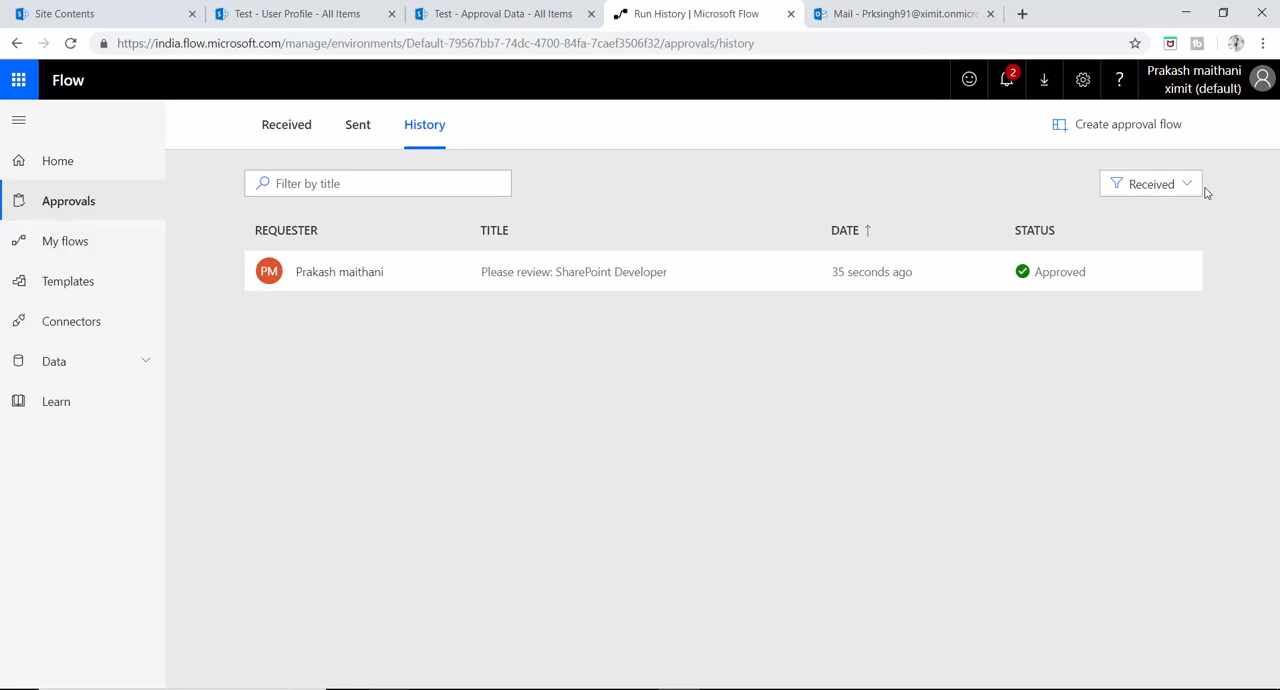 Site Contents
Test - User Profile - All Items
Test - Approval Data - All Items
Run History | Microsoft Flow
Mail - Prksingh91@ximit.onmicro
https://india.flow.microsoft.com/manage/environments/Default-79567bb7-74dc-4700-84fa-7caef3506f32/approvals/history
Flow
2
?
Prakash maithani
ximit (default)
Received
Sent
History
Create approval flow
Home
Approvals
My flows
Templates
Connectors
Data
Learn
Filter by title
Received
REQUESTER TITLE DATE ↑ STATUS
PM Prakash maithani Please review: SharePoint Developer 35 seconds ago Approved